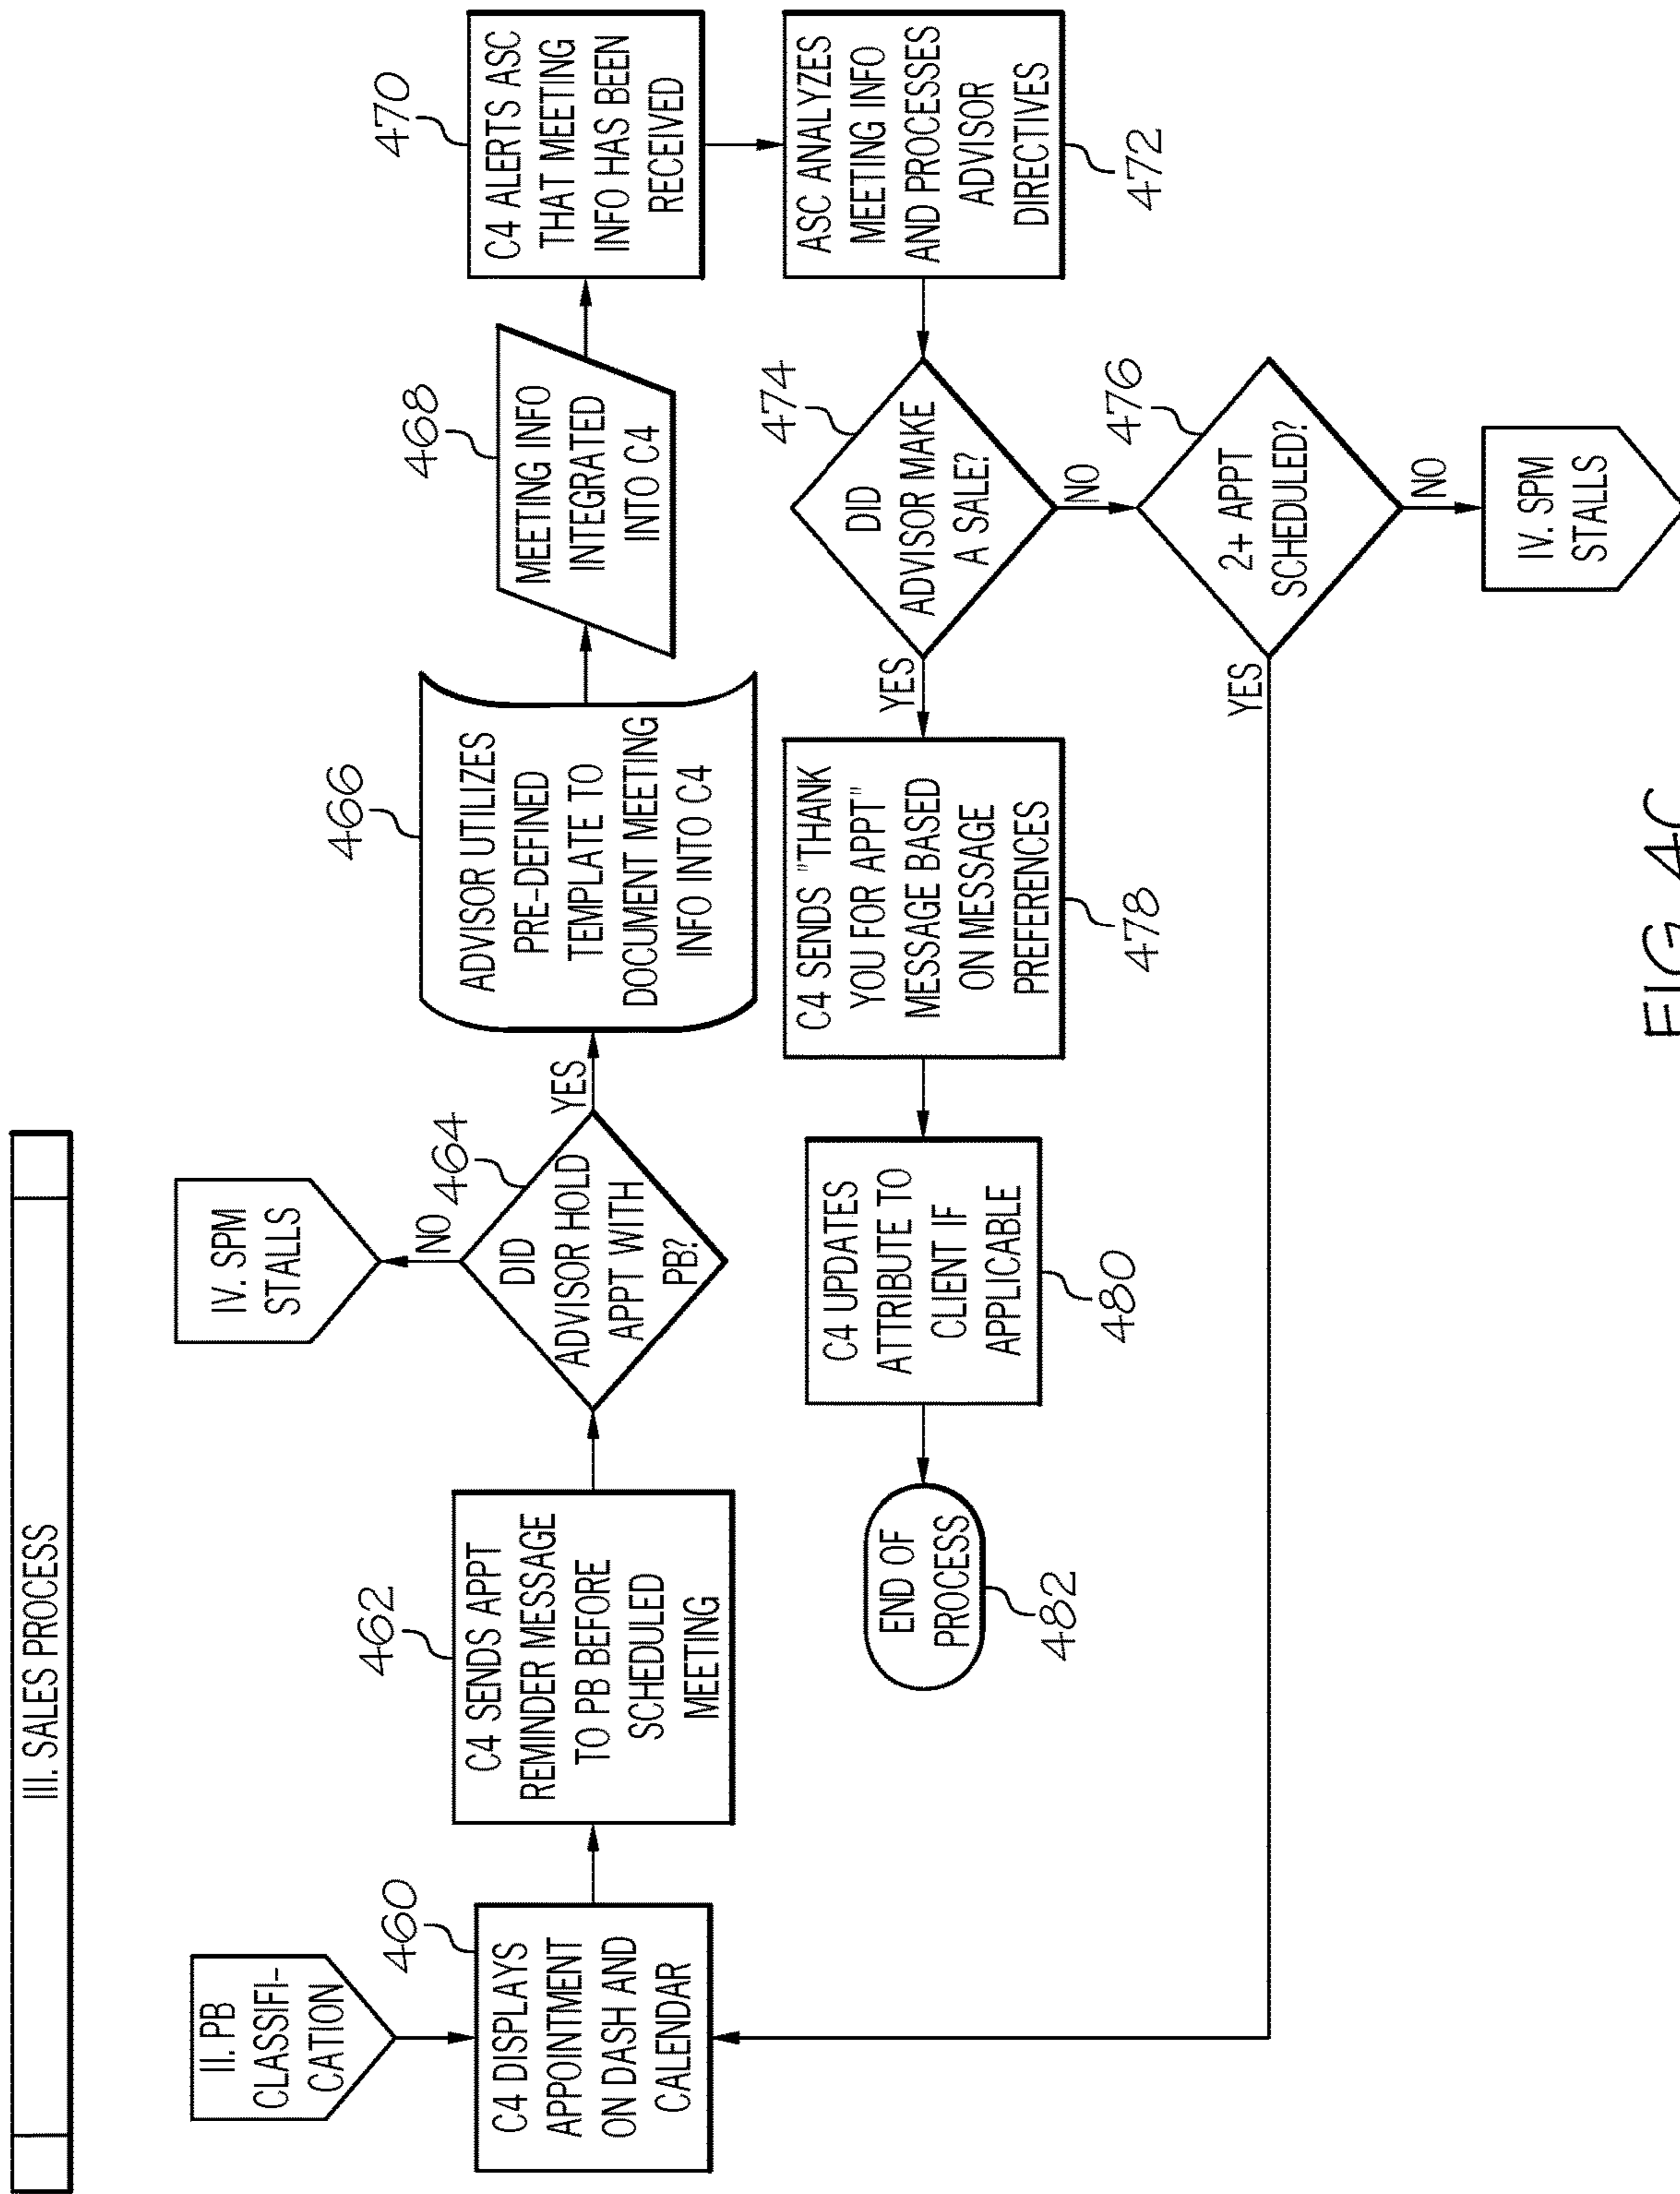 III. SALES PROCESS
II. PB
CLASSIFI-
CATION
460
C4 DISPLAYS
APPOINTMENT
ON DASH AND
CALENDAR
462
C4 SENDS APPT
REMINDER MESSAGE
TO PB BEFORE
SCHEDULED
MEETING
IV. SPM
STALLS
NO
464
DID
ADVISOR HOLD
APPT WITH
PB?
YES
466
ADVISOR UTILIZES
PRE-DEFINED
TEMPLATE TO
DOCUMENT MEETING
INFO INTO C4
468
MEETING INFO
INTEGRATED
INTO C4
470
C4 ALERTS ASC
THAT MEETING
INFO HAS BEEN
RECEIVED
ASC ANALYZES
MEETING INFO
AND PROCESSES
ADVISOR
DIRECTIVES
472
474
DID
ADVISOR MAKE
A SALE?
YES
NO
C4 SENDS "THANK
YOU FOR APPT"
MESSAGE BASED
ON MESSAGE
PREFERENCES
478
C4 UPDATES
ATTRIBUTE TO
CLIENT IF
APPLICABLE
480
END OF
PROCESS
482
476
2+ APPT
SCHEDULED?
YES
NO
IV. SPM
STALLS
FIG. 4C